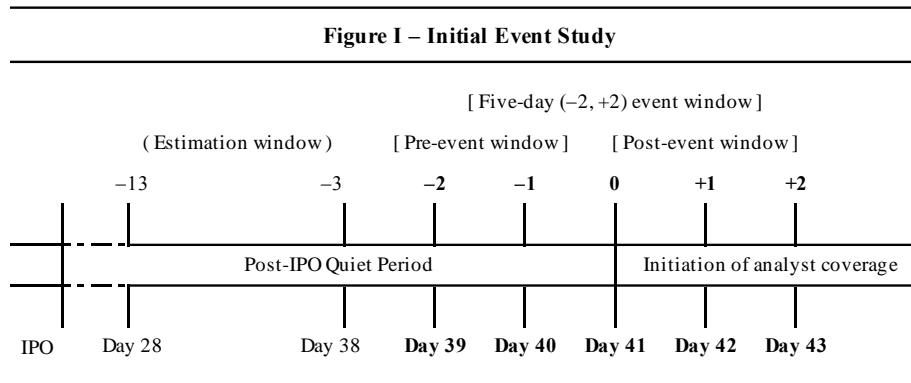 Figure I – Initial Event Study
[ Five-day (–2, +2) event window ]
( Estimation window ) [ Pre-event window ] [ Post-event window ]
–13 –3 –2 –1 0 +1 +2
Post-IPO Quiet Period Initiation of analyst coverage
IPO Day 28 Day 38 Day 39 Day 40 Day 41 Day 42 Day 43